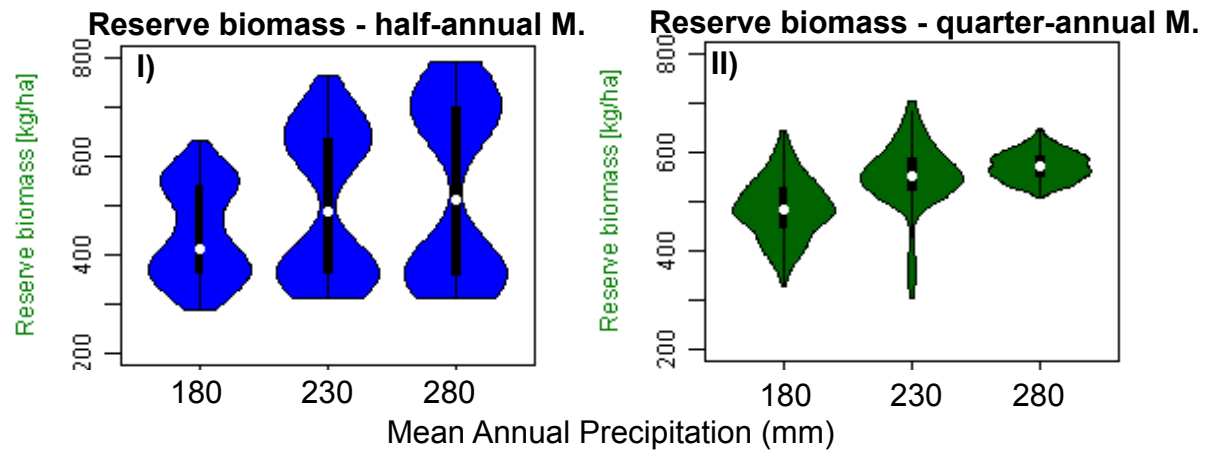 Reserve biomass - half-annual M.
I)
Reserve biomass [kg/ha]
800
600
400
200
180 230 280
Reserve biomass - quarter-annual M.
II)
Reserve biomass [kg/ha]
800
600
400
200
180 230 280
Mean Annual Precipitation (mm)